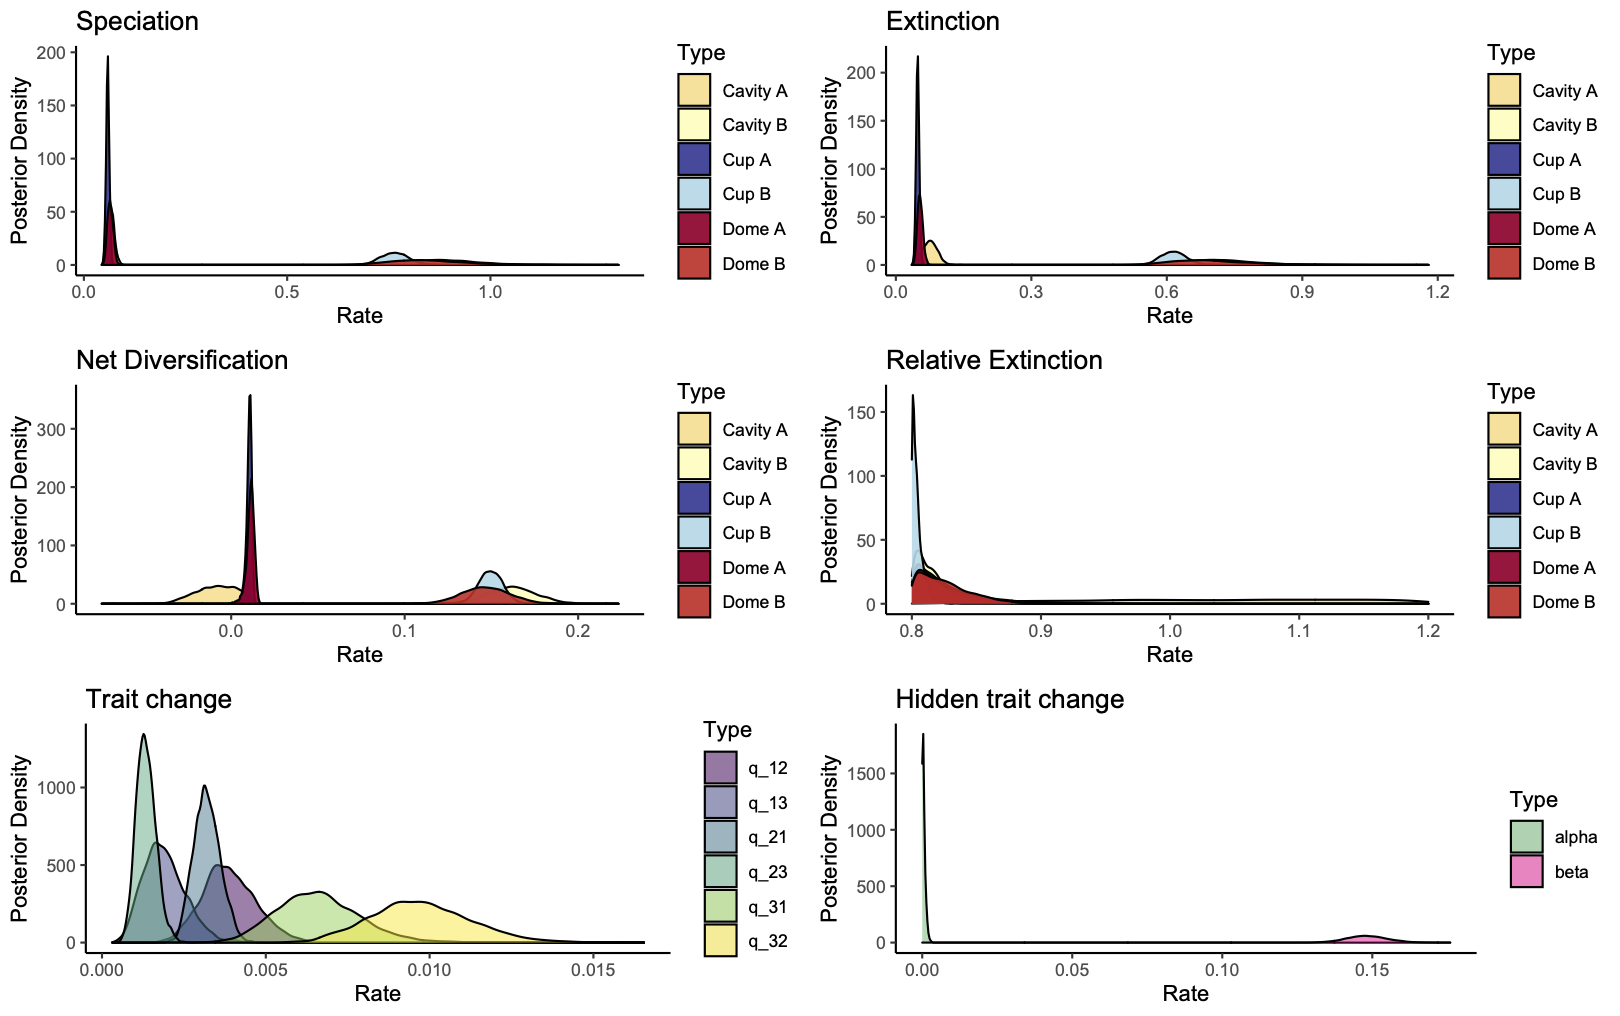 Speciation
Posterior Density
200
150
100
50
0
0.0 0.5 1.0
Rate
Type
Cavity A
Cavity B
Cup A
Cup B
Dome A
Dome B
Extinction
Posterior Density
200
150
100
50
0
0.0 0.3 0.6 0.9 1.2
Rate
Type
Cavity A
Cavity B
Cup A
Cup B
Dome A
Dome B
Net Diversification
Posterior Density
300
200
100
0
0.0 0.1 0.2
Rate
Type
Cavity A
Cavity B
Cup A
Cup B
Dome A
Dome B
Relative Extinction
Posterior Density
150
100
50
0
0.8 0.9 1.0 1.1 1.2
Rate
Type
Cavity A
Cavity B
Cup A
Cup B
Dome A
Dome B
Trait change
Posterior Density
1000
500
0
0.000 0.005 0.010 0.015
Rate
Type
q_12
q_13
q_21
q_23
q_31
q_32
Hidden trait change
Posterior Density
1500
1000
500
0
0.00 0.05 0.10 0.15
Rate
Type
alpha
beta